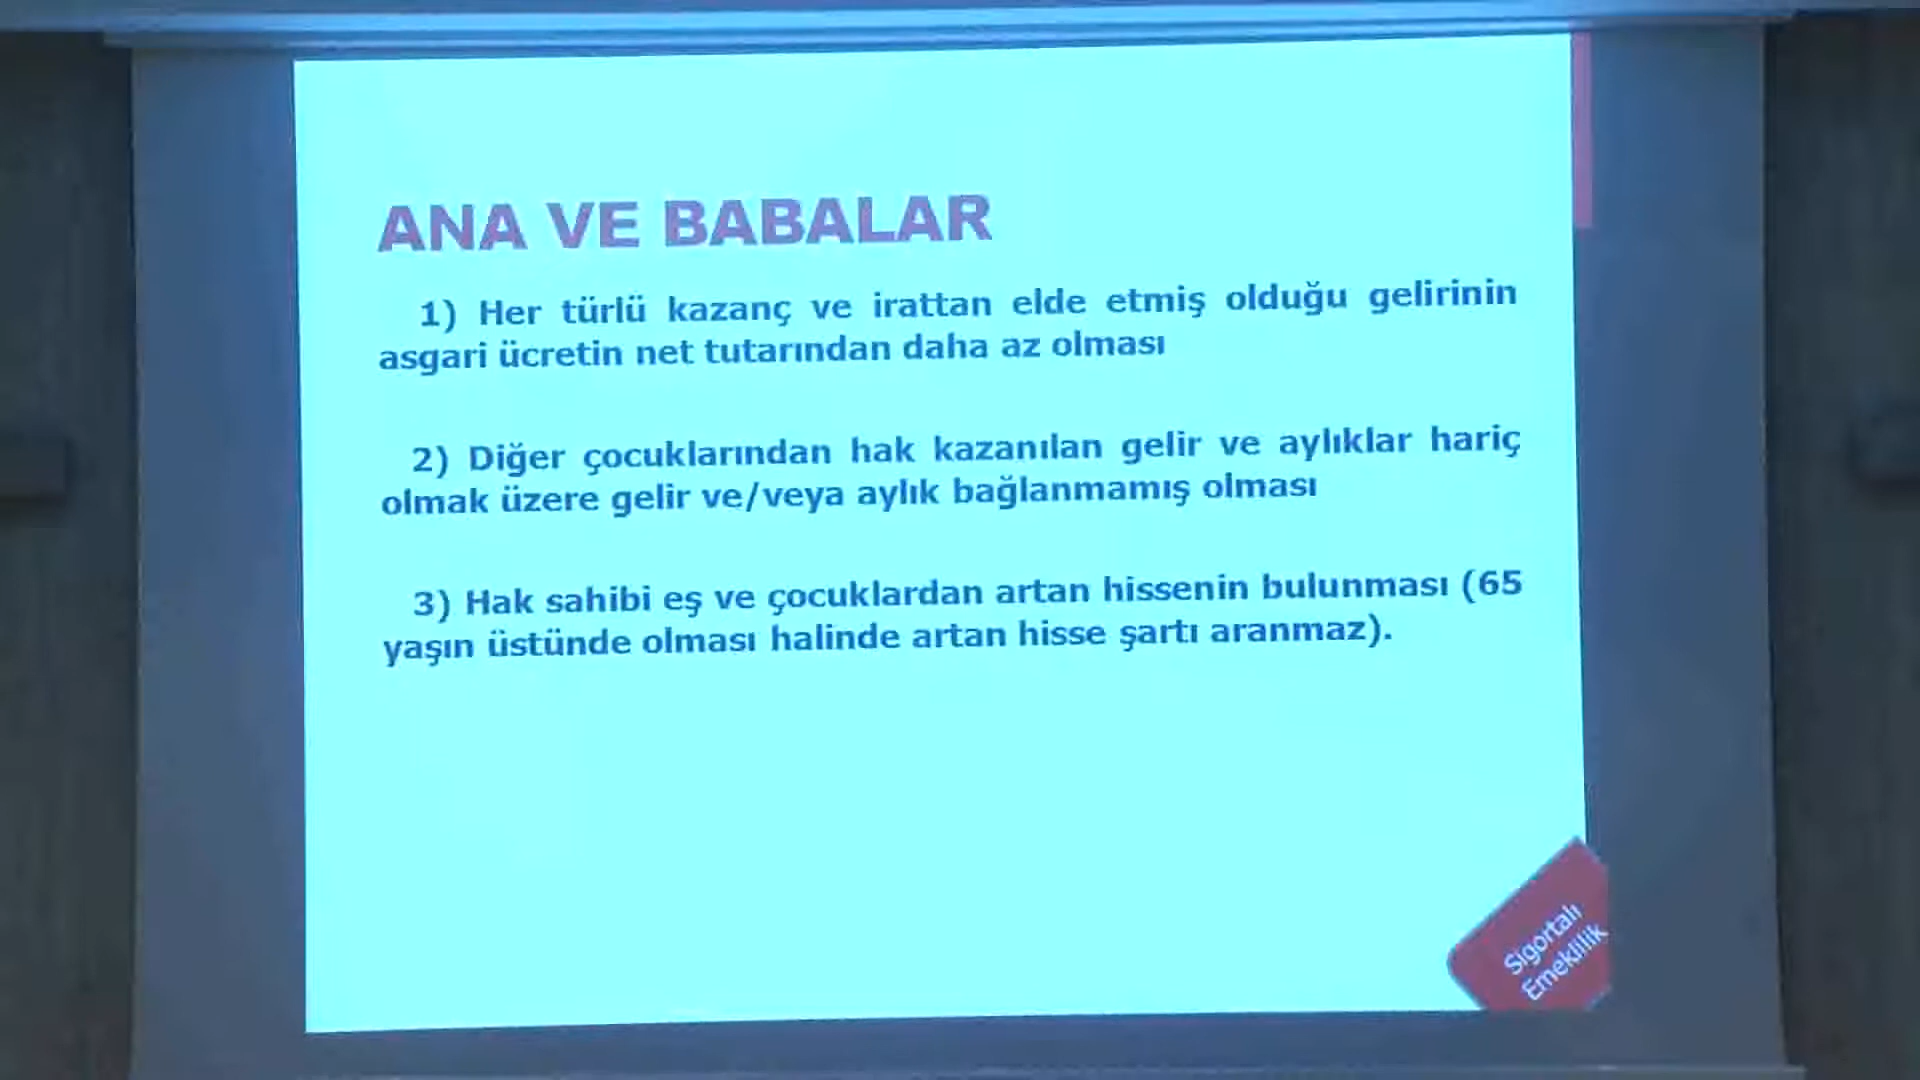 ANA VE BABALAR
1) Her türlü kazanç ve irattan elde etmiş olduğu gelirinin
asgari ücretin net tutarından daha az olması
2) Diğer çocuklarından hak kazanılan gelir ve aylıklar hariç
olmak üzere gelir ve/veya aylık bağlanmamış olması
3) Hak sahibi eş ve çocuklardan artan hissenin bulunması (65
yaşın üstünde olması halinde artan hisse şartı aranmaz).
Sigortalı
Emeklilik